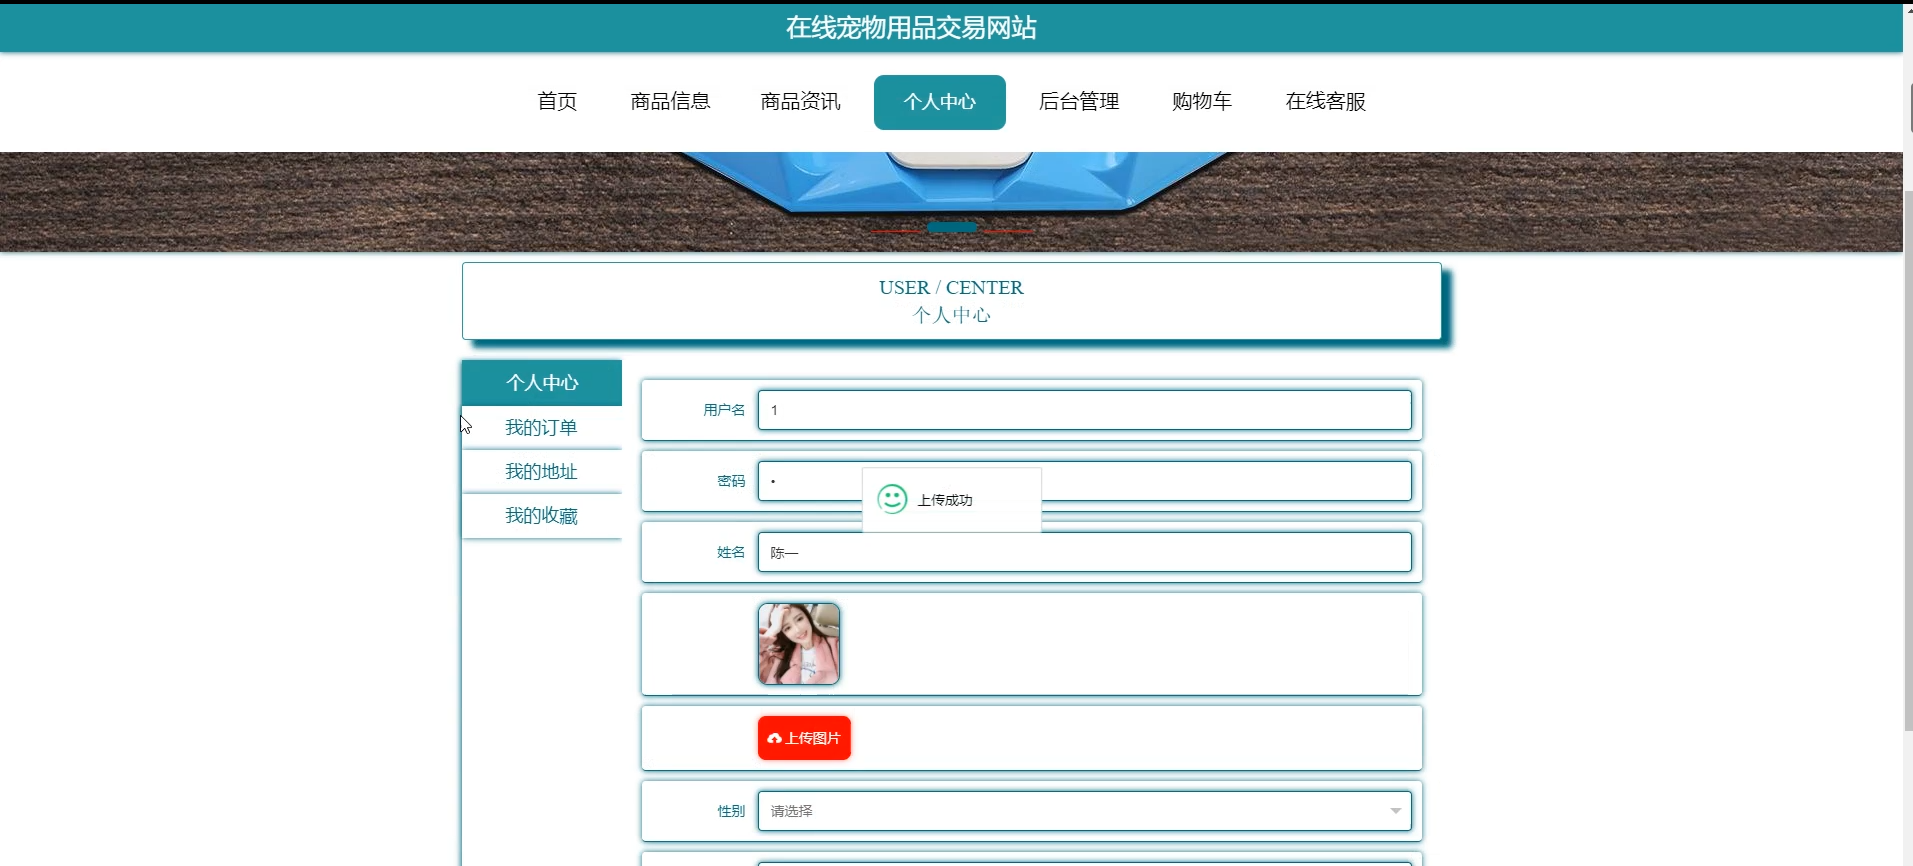 在线宠物用品交易网站
首页 商品信息 商品资讯 个人中心 后台管理 购物车 在线客服
USER / CENTER
个人中心
个人中心
我的订单
我的地址
我的收藏
用户名 1
密码 •
上传成功
姓名 陈一
上传图片
性别 请选择